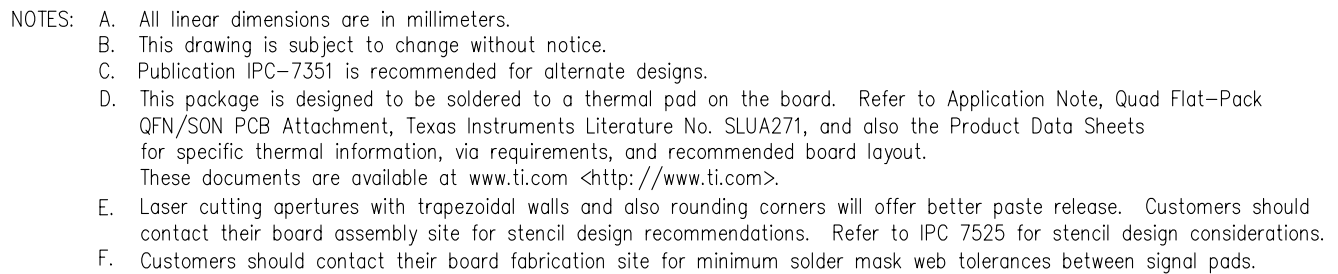 NOTES: A. All linear dimensions are in millimeters.
B. This drawing is subject to change without notice.
C. Publication IPC-7351 is recommended for alternate designs.
D. This package is designed to be soldered to a thermal pad on the board. Refer to Application Note, Quad Flat-Pack
QFN/SON PCB Attachment, Texas Instruments Literature No. SLUA271, and also the Product Data Sheets
for specific thermal information, via requirements, and recommended board layout.
These documents are available at www.ti.com <http://www.ti.com>.
E. Laser cutting apertures with trapezoidal walls and also rounding corners will offer better paste release. Customers should
contact their board assembly site for stencil design recommendations. Refer to IPC 7525 for stencil design considerations.
F. Customers should contact their board fabrication site for minimum solder mask web tolerances between signal pads.